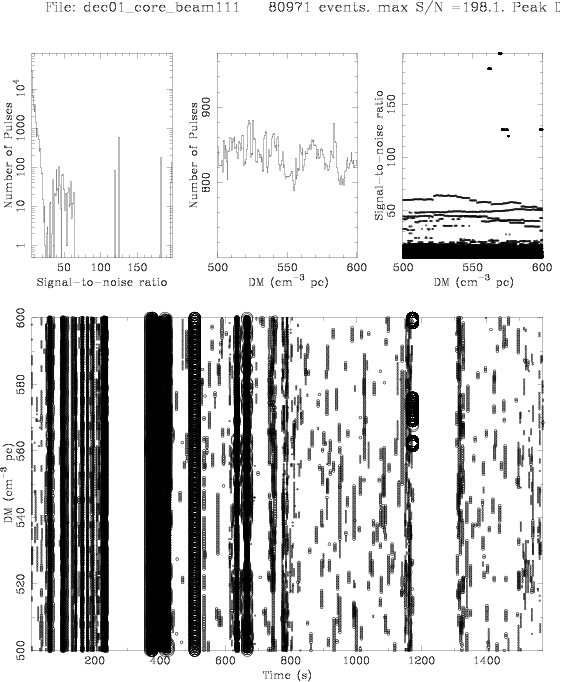 File: dec01_core_beam111 80971 events. max S/N =198.1. Peak D
Number of Pulses
10⁴
1000
100
10
1
50 100 150
Signal-to-noise ratio
Number of Pulses
900
800
500 550 600
DM (cm⁻³ pc)
Signal-to-noise ratio
150
100
50
500 550 600
DM (cm⁻³ pc)
DM (cm⁻³ pc)
600
580
560
540
520
500
200 400 600 800 1000 1200 1400
Time (s)